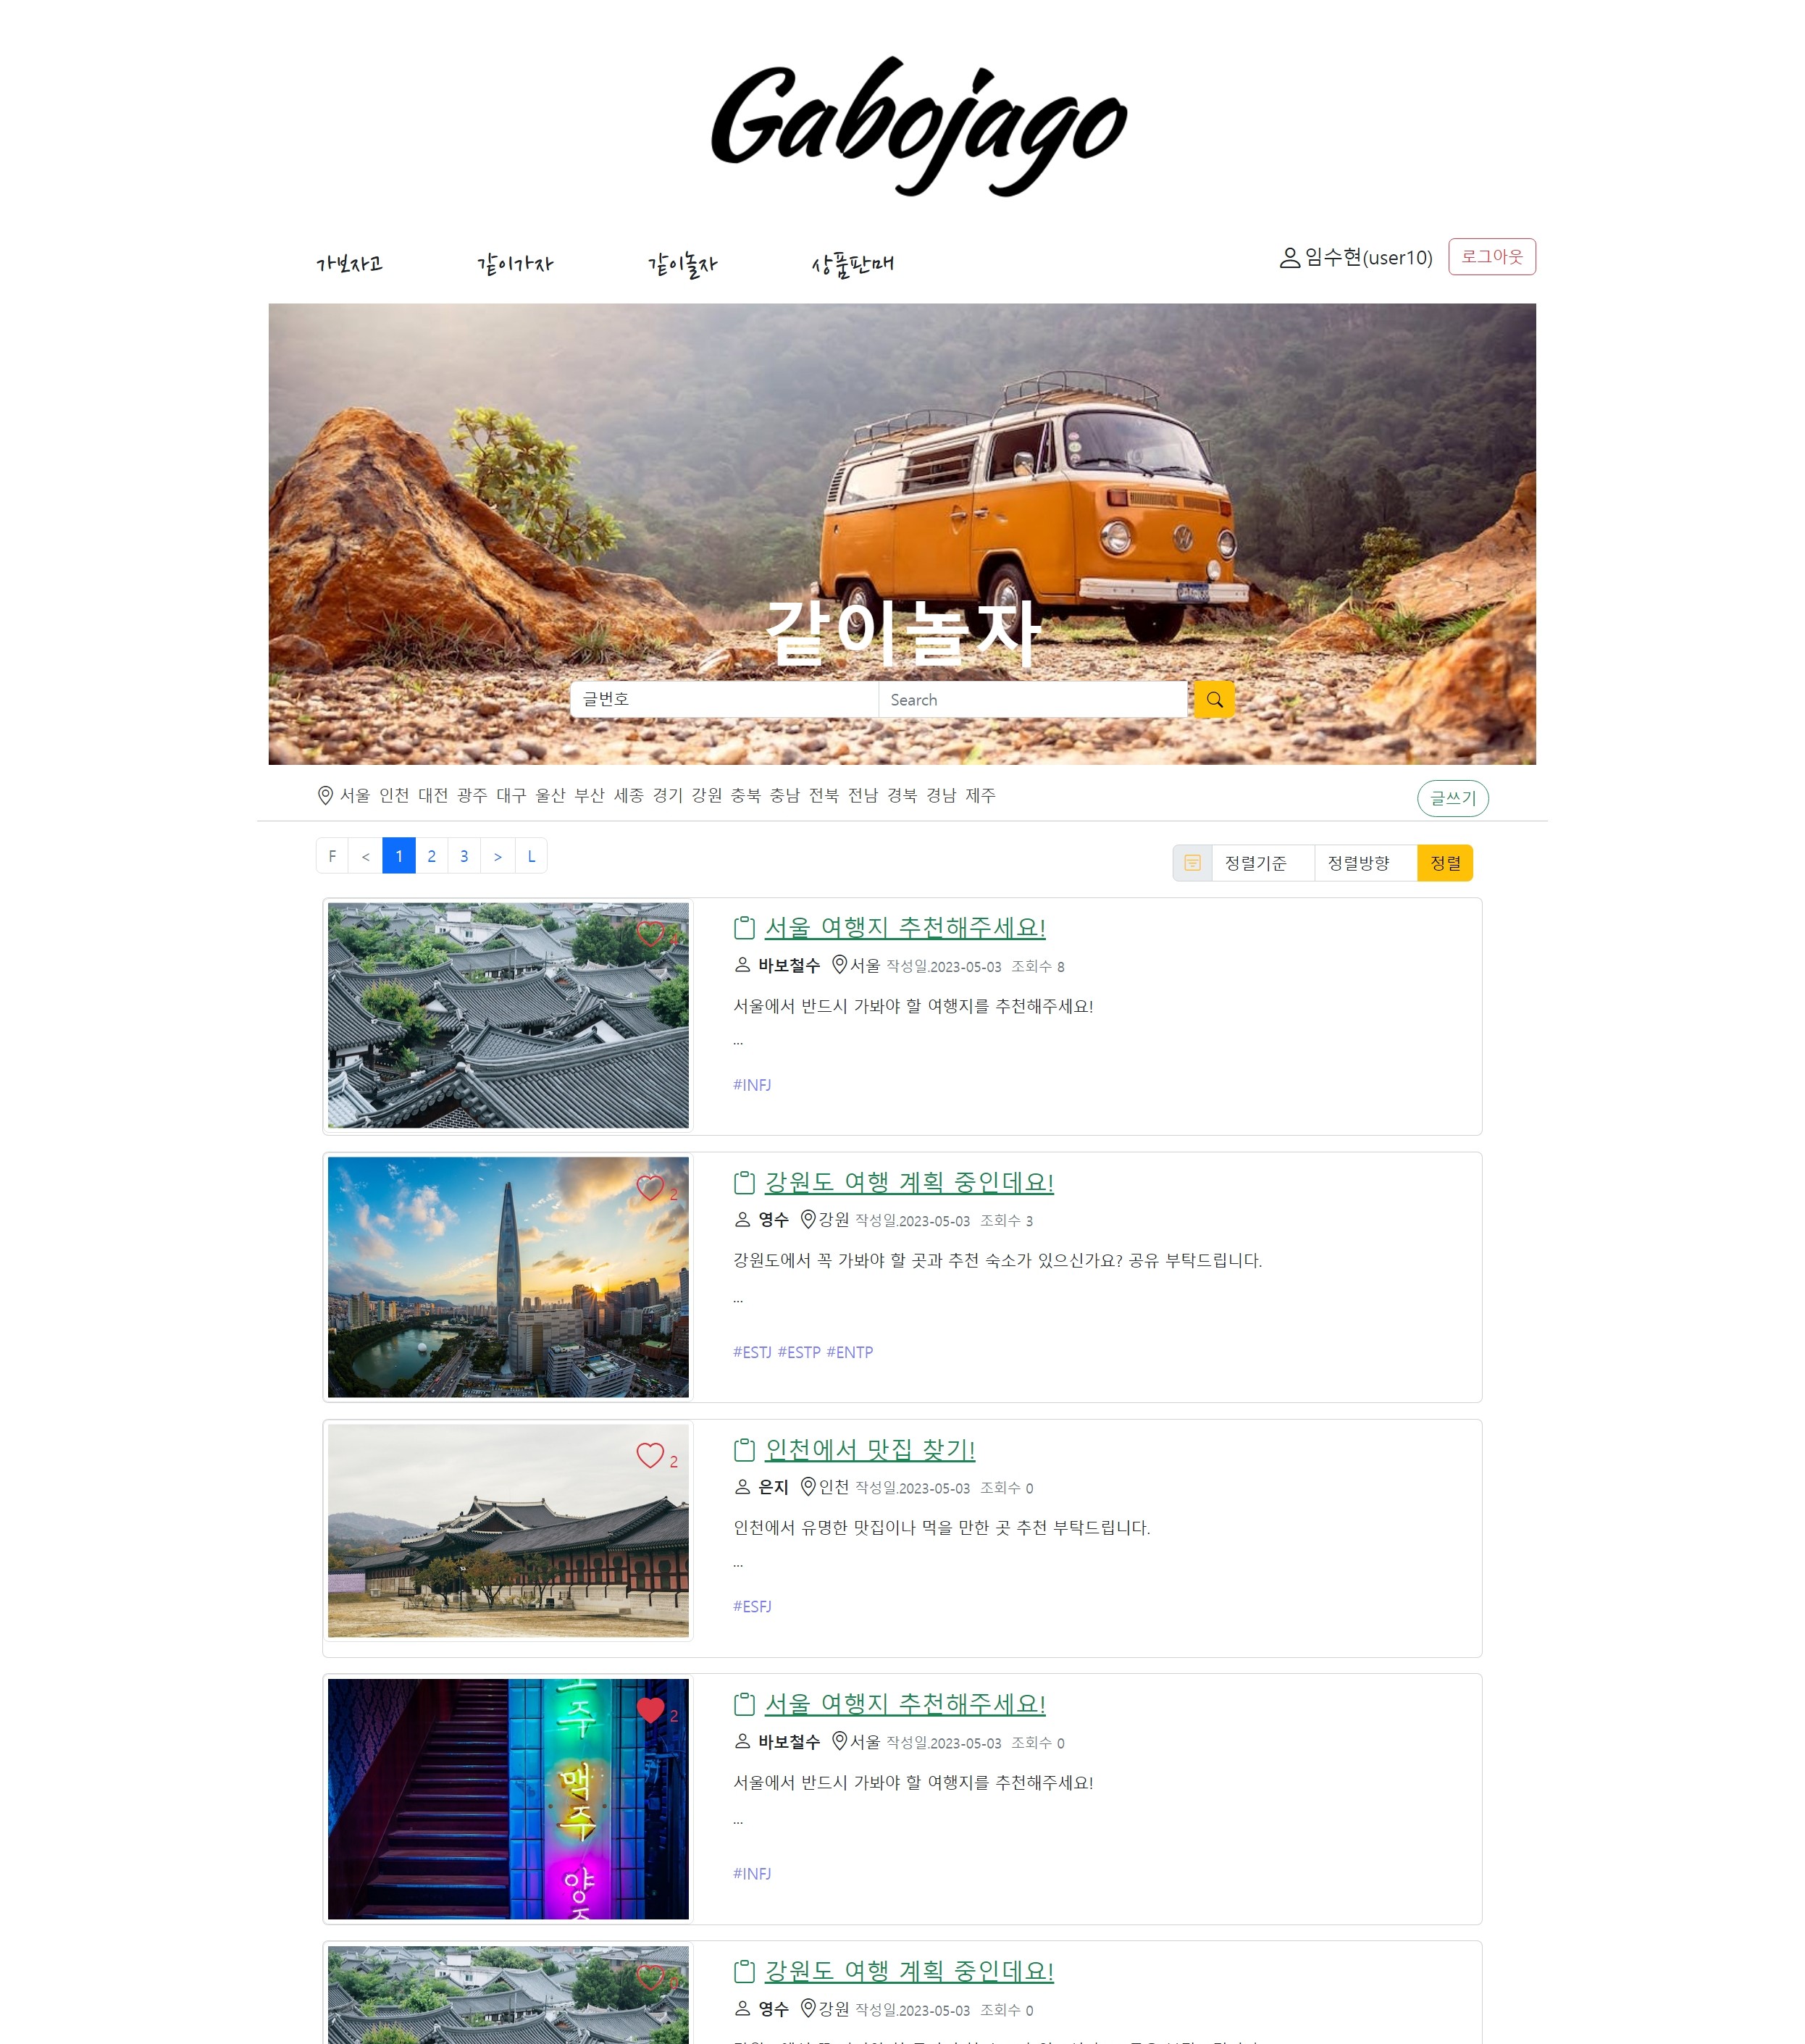 Gabojago
가보자고 같이가자 같이놀자 상품판매 임수현(user10) 로그아웃
같이놀자
글번호 Search
서울 인천 대전 광주 대구 울산 부산 세종 경기 강원 충북 충남 전북 전남 경북 경남 제주 글쓰기
F < 1 2 3 > L 정렬기준 정렬방향 정렬
서울 여행지 추천해주세요!
바보철수 서울 작성일.2023-05-03 조회수 8
서울에서 반드시 가봐야 할 여행지를 추천해주세요!
...
#INFJ
2
강원도 여행 계획 중인데요!
영수 강원 작성일.2023-05-03 조회수 3
강원도에서 꼭 가봐야 할 곳과 추천 숙소가 있으신가요? 공유 부탁드립니다.
...
#ESTJ #ESTP #ENTP
2
인천에서 맛집 찾기!
은지 인천 작성일.2023-05-03 조회수 0
인천에서 유명한 맛집이나 먹을 만한 곳 추천 부탁드립니다.
...
#ESFJ
2
주
맥
주
양
서울 여행지 추천해주세요!
바보철수 서울 작성일.2023-05-03 조회수 0
서울에서 반드시 가봐야 할 여행지를 추천해주세요!
...
#INFJ
강원도 여행 계획 중인데요!
영수 강원 작성일.2023-05-03 조회수 0